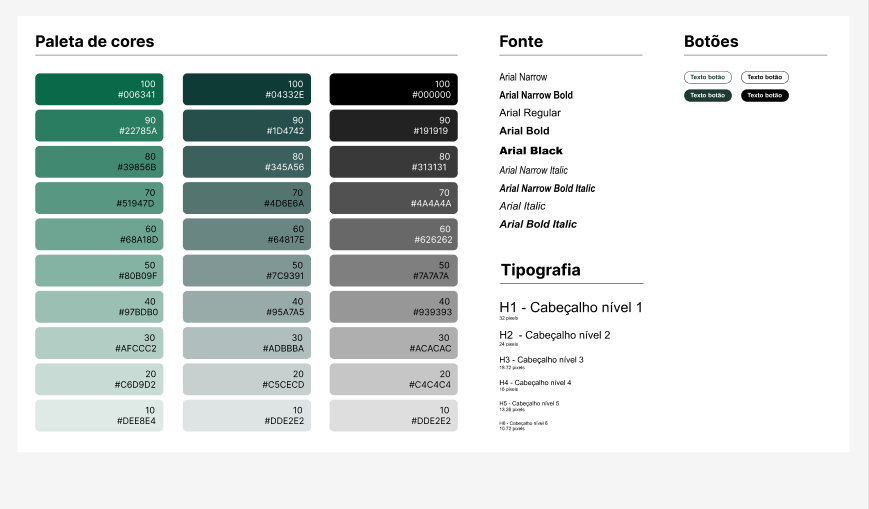 Paleta de cores
100
#006341
90
#22785A
80
#39856B
70
#51947D
60
#68A18D
50
#80B09F
40
#97BDB0
30
#AFCCC2
20
#C6D9D2
10
#DEE8E4
100
#04332E
90
#1D4742
80
#345A56
70
#4D6E6A
60
#64817E
50
#7C9391
40
#95A7A5
30
#ADBBBA
20
#C5CECD
10
#DDE2E2
100
#000000
90
#191919
80
#313131
70
#4A4A4A
60
#626262
50
#7A7A7A
40
#939393
30
#ACACAC
20
#C4C4C4
10
#DDE2E2
Fonte
Arial Narrow
Arial Narrow Bold
Arial Regular
Arial Bold
Arial Black
Arial Narrow Italic
Arial Narrow Bold Italic
Arial Italic
Arial Bold Italic
Tipografia
H1 - Cabeçalho nível 1
32 pixels
H2 - Cabeçalho nível 2
24 pixels
H3 - Cabeçalho nível 3
18.72 pixels
H4 - Cabeçalho nível 4
16 pixels
H5 - Cabeçalho nível 5
13.28 pixels
H6 - Cabeçalho nível 6
10.72 pixels
Botões
Texto botão Texto botão
Texto botão Texto botão